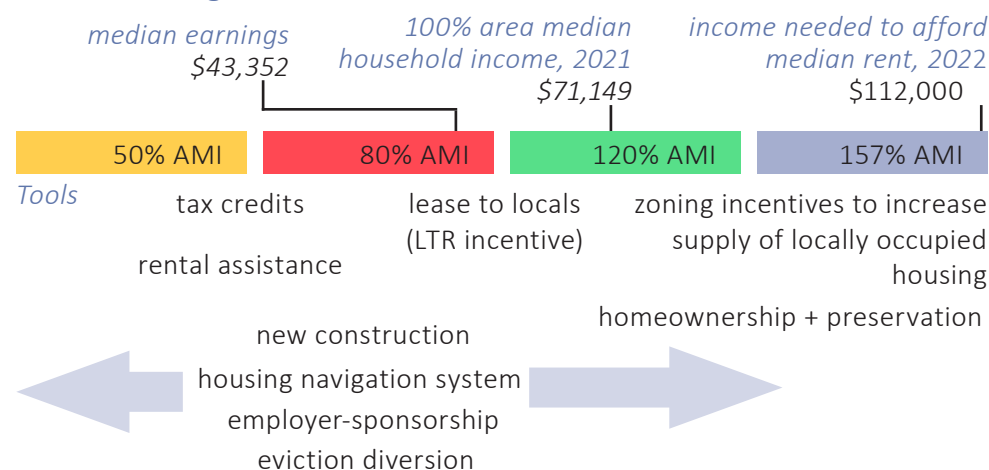 median earnings
$43,352
100% area median
household income, 2021
$71,149
income needed to afford
median rent, 2022
$112,000
50% AMI
80% AMI
120% AMI
157% AMI
Tools
tax credits
rental assistance
lease to locals
(LTR incentive)
zoning incentives to increase
supply of locally occupied
housing
homeownership + preservation
new construction
housing navigation system
employer-sponsorship
eviction diversion